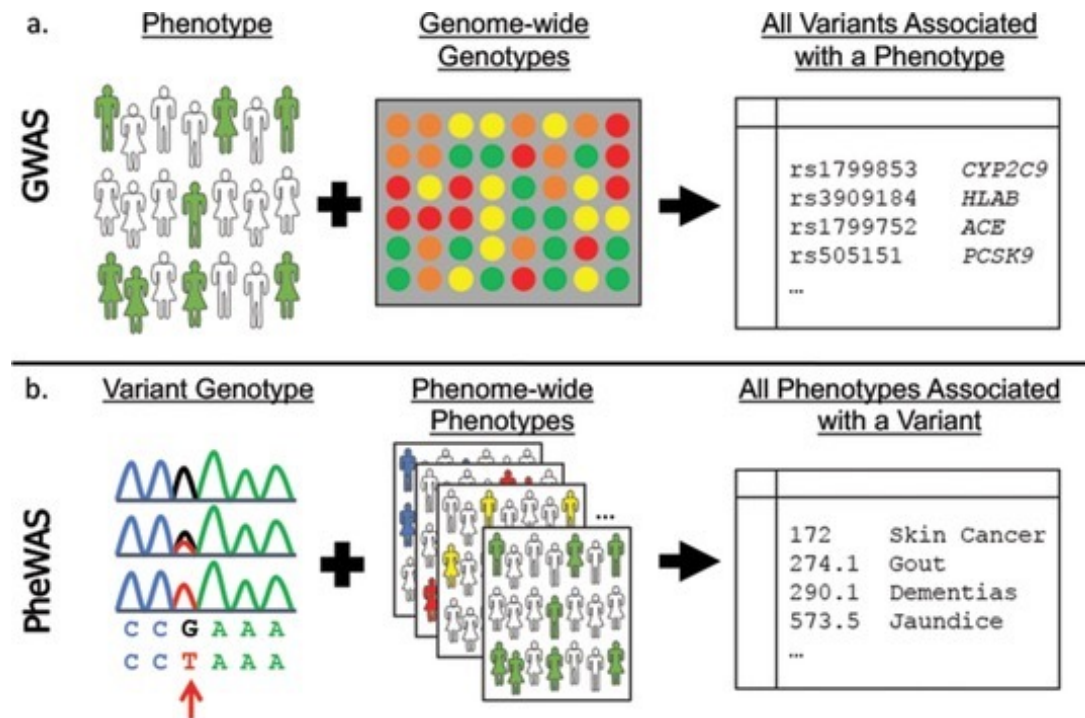 a.
Phenotype
Genome-wide
Genotypes
All Variants Associated
with a Phenotype
GWAS
rs1799853 CYP2C9
rs3909184 HLAB
rs1799752 ACE
rs505151 PCSK9
…
b.
Variant Genotype
Phenome-wide
Phenotypes
All Phenotypes Associated
with a Variant
PheWAS
C C G A A A
C C T A A A
...
172 Skin Cancer
274.1 Gout
290.1 Dementias
573.5 Jaundice
…